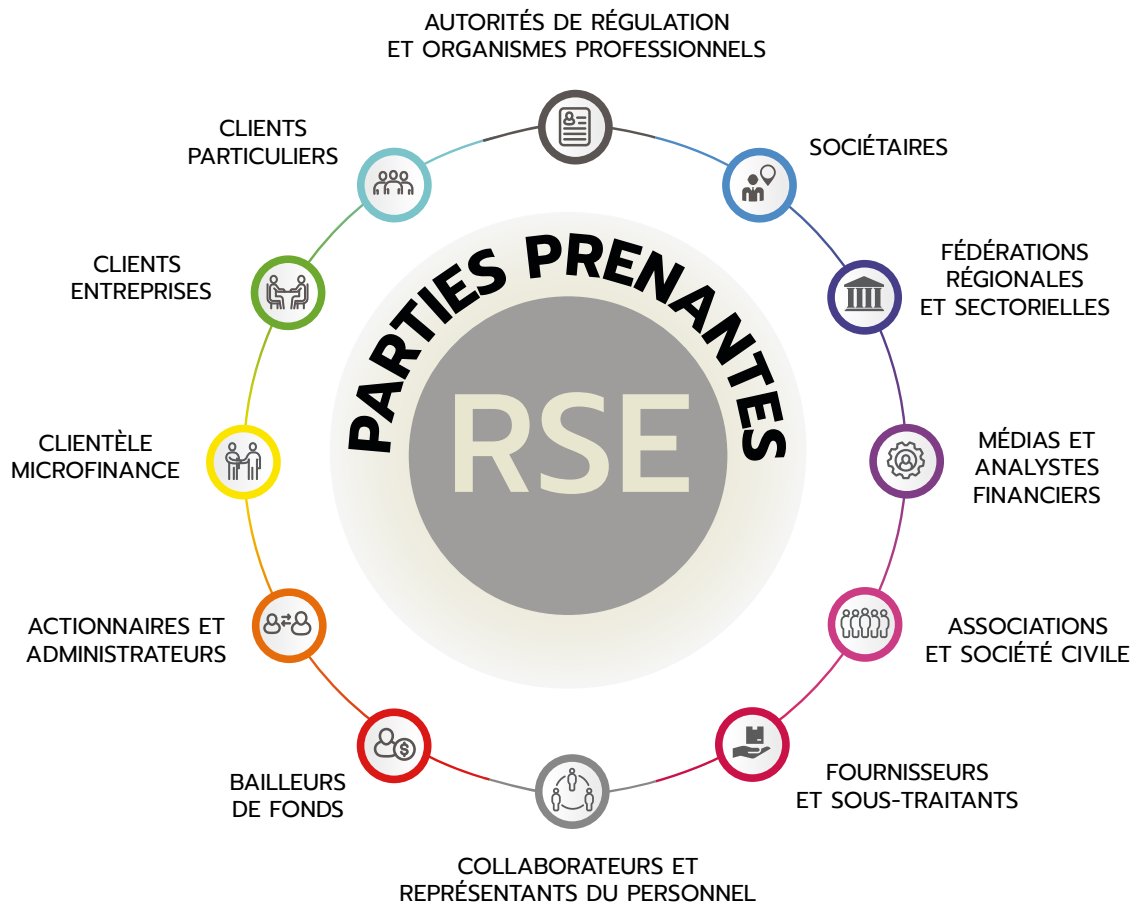 AUTORITÉS DE RÉGULATION
ET ORGANISMES PROFESSIONNELS
SOCIÉTAIRES
FÉDÉRATIONS
RÉGIONALES
ET SECTORIELLES
MÉDIAS ET
ANALYSTES
FINANCIERS
ASSOCIATIONS
ET SOCIÉTÉ CIVILE
FOURNISSEURS
ET SOUS-TRAITANTS
COLLABORATEURS ET
REPRÉSENTANTS DU PERSONNEL
BAILLEURS
DE FONDS
ACTIONNAIRES ET
ADMINISTRATEURS
CLIENTÈLE
MICROFINANCE
CLIENTS
ENTREPRISES
CLIENTS
PARTICULIERS
PARTIES PRENANTES
RSE
$